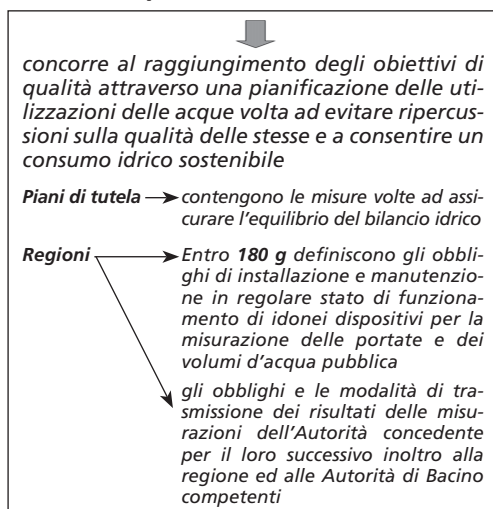 concorre al raggiungimento degli obiettivi di
qualità attraverso una pianificazione delle uti-
lizzazioni delle acque volta ad evitare ripercus-
sioni sulla qualità delle stesse e a consentire un
consumo idrico sostenibile
Piani di tutela → contengono le misure volte ad assi-
curare l'equilibrio del bilancio idrico
Regioni → Entro 180 g definiscono gli obbli-
ghi di installazione e manutenzio-
ne in regolare stato di funziona-
mento di idonei dispositivi per la
misurazione delle portate e dei
volumi d'acqua pubblica
gli obblighi e le modalità di tra-
smissione dei risultati delle misu-
razioni dell'Autorità concedente
per il loro successivo inoltro alla
regione ed alle Autorità di Bacino
competenti